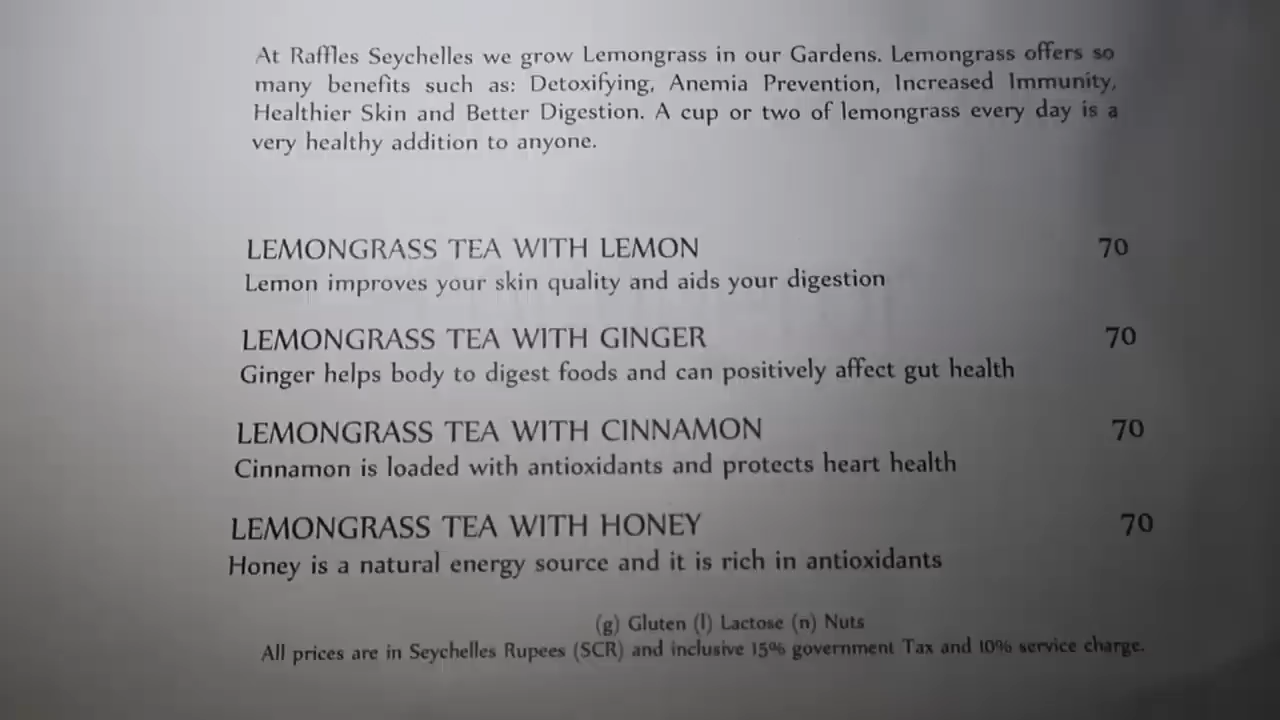 At Raffles Seychelles we grow Lemongrass in our Gardens. Lemongrass offers so
many benefits such as: Detoxifying, Anemia Prevention, Increased Immunity,
Healthier Skin and Better Digestion. A cup or two of lemongrass every day is a
very healthy addition to anyone.
LEMONGRASS TEA WITH LEMON 70
Lemon improves your skin quality and aids your digestion
LEMONGRASS TEA WITH GINGER 70
Ginger helps body to digest foods and can positively affect gut health
LEMONGRASS TEA WITH CINNAMON 70
Cinnamon is loaded with antioxidants and protects heart health
LEMONGRASS TEA WITH HONEY 70
Honey is a natural energy source and it is rich in antioxidants
(g) Gluten (l) Lactose (n) Nuts
All prices are in Seychelles Rupees (SCR) and inclusive 15% government Tax and 10% service charge.